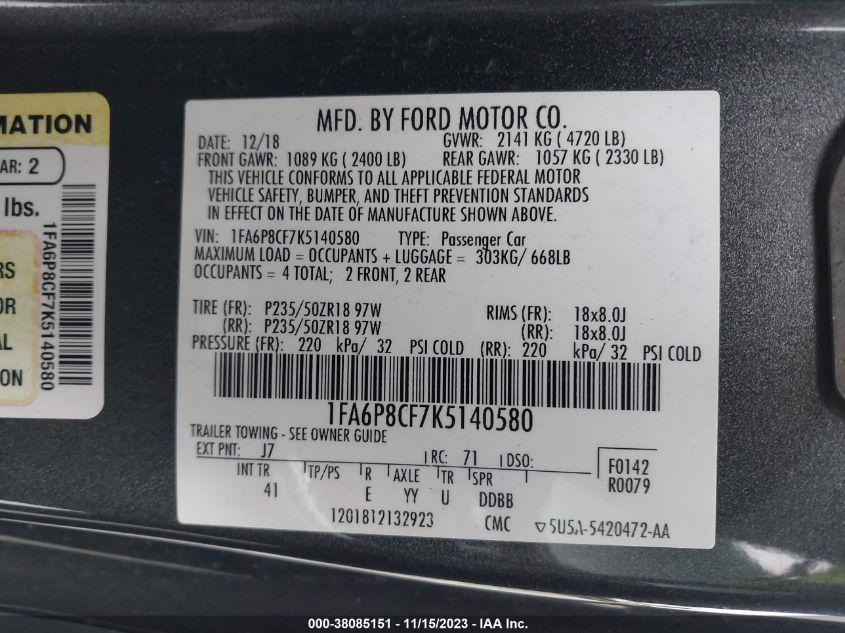 MATION
AR: 2
lbs.
RS
OR
AL
ON
1FA6P8CF7K5140580
MFD. BY FORD MOTOR CO.
DATE: 12/18 GVWR: 2141 KG ( 4720 LB)
FRONT GAWR: 1089 KG ( 2400 LB) REAR GAWR: 1057 KG ( 2330 LB)
THIS VEHICLE CONFORMS TO ALL APPLICABLE FEDERAL MOTOR
VEHICLE SAFETY, BUMPER, AND THEFT PREVENTION STANDARDS
IN EFFECT ON THE DATE OF MANUFACTURE SHOWN ABOVE.
VIN: 1FA6P8CF7K5140580 TYPE: Passenger Car
MAXIMUM LOAD = OCCUPANTS + LUGGAGE = 303KG/ 668LB
OCCUPANTS = 4 TOTAL; 2 FRONT, 2 REAR
TIRE (FR): P235/50ZR18 97W RIMS (FR): 18x8.0J
(RR): P235/50ZR18 97W (RR): 18x8.0J
PRESSURE (FR): 220 kPa/ 32 PSI COLD (RR): 220 kPa/ 32 PSI COLD
1FA6P8CF7K5140580
TRAILER TOWING - SEE OWNER GUIDE
EXT PNT: J7 RC: 71 DSO: F0142
INT TR TP/PS R AXLE TR SPR R0079
41 E YY U DDBB
1201812132923 CMC ▽5U5A-5420472-AA
000-38085151 - 11/15/2023 - IAA Inc.